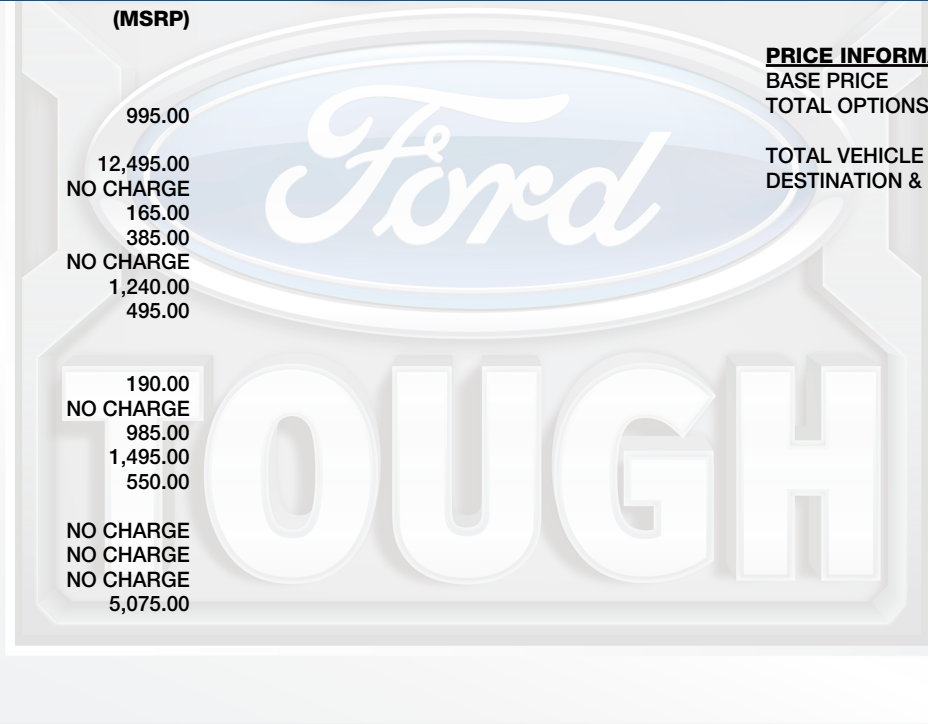 (MSRP)
995.00
12,495.00
NO CHARGE
165.00
385.00
NO CHARGE
1,240.00
495.00
190.00
NO CHARGE
985.00
1,495.00
550.00
NO CHARGE
NO CHARGE
NO CHARGE
5,075.00
PRICE INFORMA
BASE PRICE
TOTAL OPTIONS
TOTAL VEHICLE
DESTINATION &
Ford
TOUGH